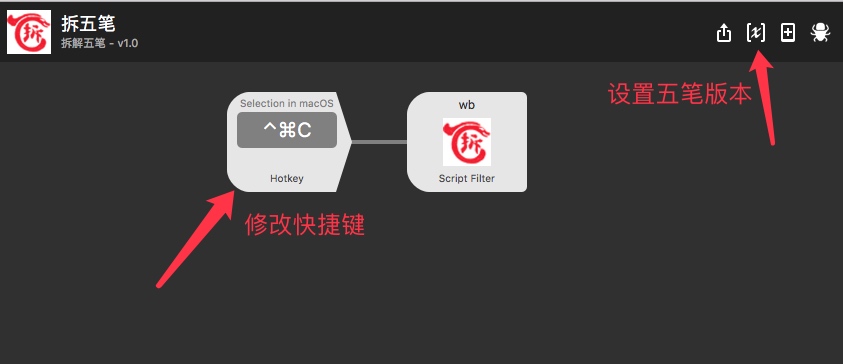 拆五笔
拆解五笔 - v1.0
[x]
设置五笔版本
Selection in macOS
^⌘C
Hotkey
wb
拆
Script Filter
修改快捷键